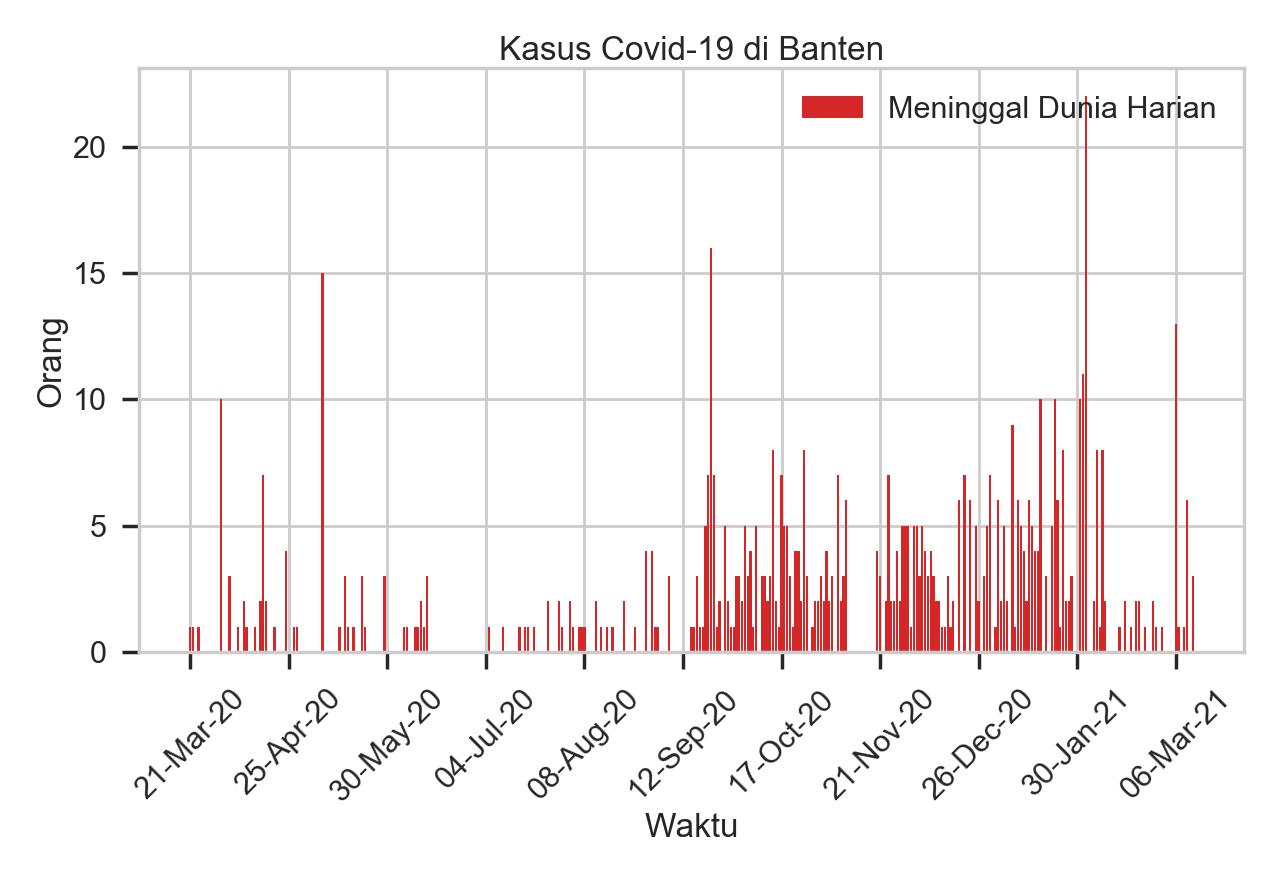 Kasus Covid-19 di Banten
Meninggal Dunia Harian
20
15
10
5
0
Orang
21-Mar-20
25-Apr-20
30-May-20
04-Jul-20
08-Aug-20
12-Sep-20
17-Oct-20
21-Nov-20
26-Dec-20
30-Jan-21
06-Mar-21
Waktu